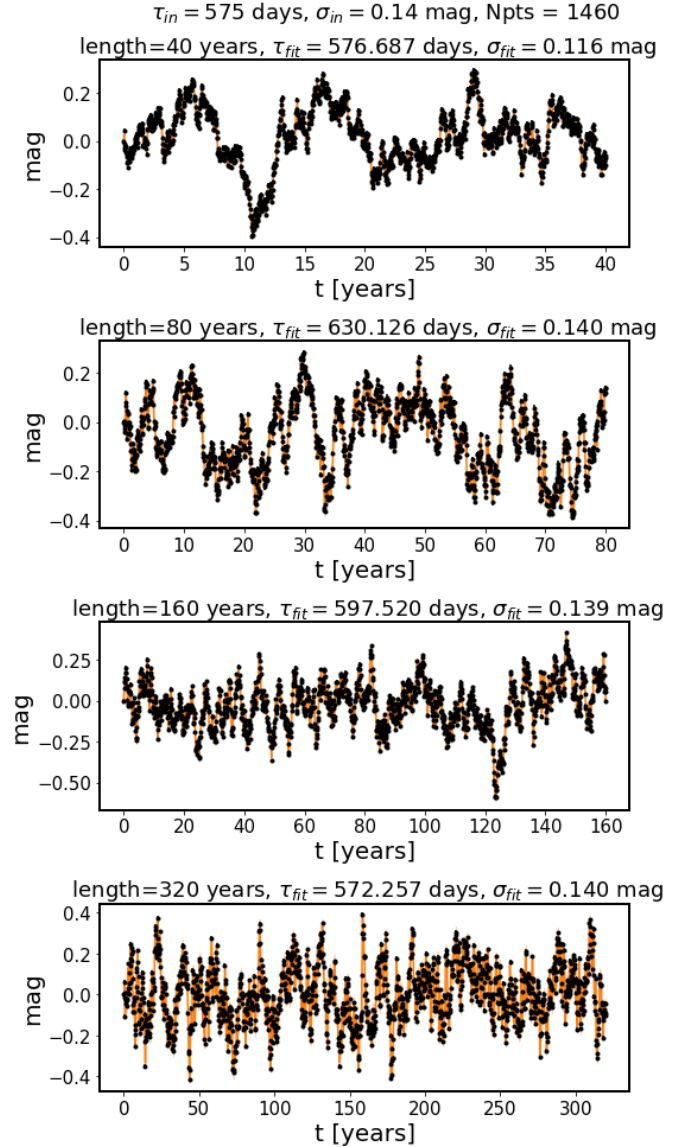 τ_in = 575 days, σ_in = 0.14 mag, Npts = 1460
length=40 years, τ_fit = 576.687 days, σ_fit = 0.116 mag
0.2
0.0
−0.2
−0.4
mag
0 5 10 15 20 25 30 35 40
t [years]
length=80 years, τ_fit = 630.126 days, σ_fit = 0.140 mag
0.2
0.0
−0.2
−0.4
mag
0 10 20 30 40 50 60 70 80
t [years]
length=160 years, τ_fit = 597.520 days, σ_fit = 0.139 mag
0.25
0.00
−0.25
−0.50
mag
0 20 40 60 80 100 120 140 160
t [years]
length=320 years, τ_fit = 572.257 days, σ_fit = 0.140 mag
0.4
0.2
0.0
−0.2
−0.4
mag
0 50 100 150 200 250 300
t [years]